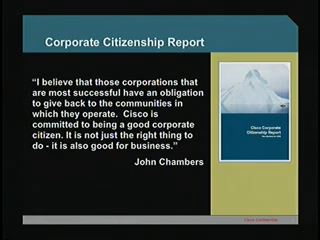 Corporate Citizenship Report
“I believe that those corporations that
are most successful have an obligation
to give back to the communities in
which they operate.  Cisco is
committed to being a good corporate
citizen. It is not just the right thing to
do - it is also good for business.”
John Chambers
Cisco Corporate
Citizenship Report
Cisco Confidential